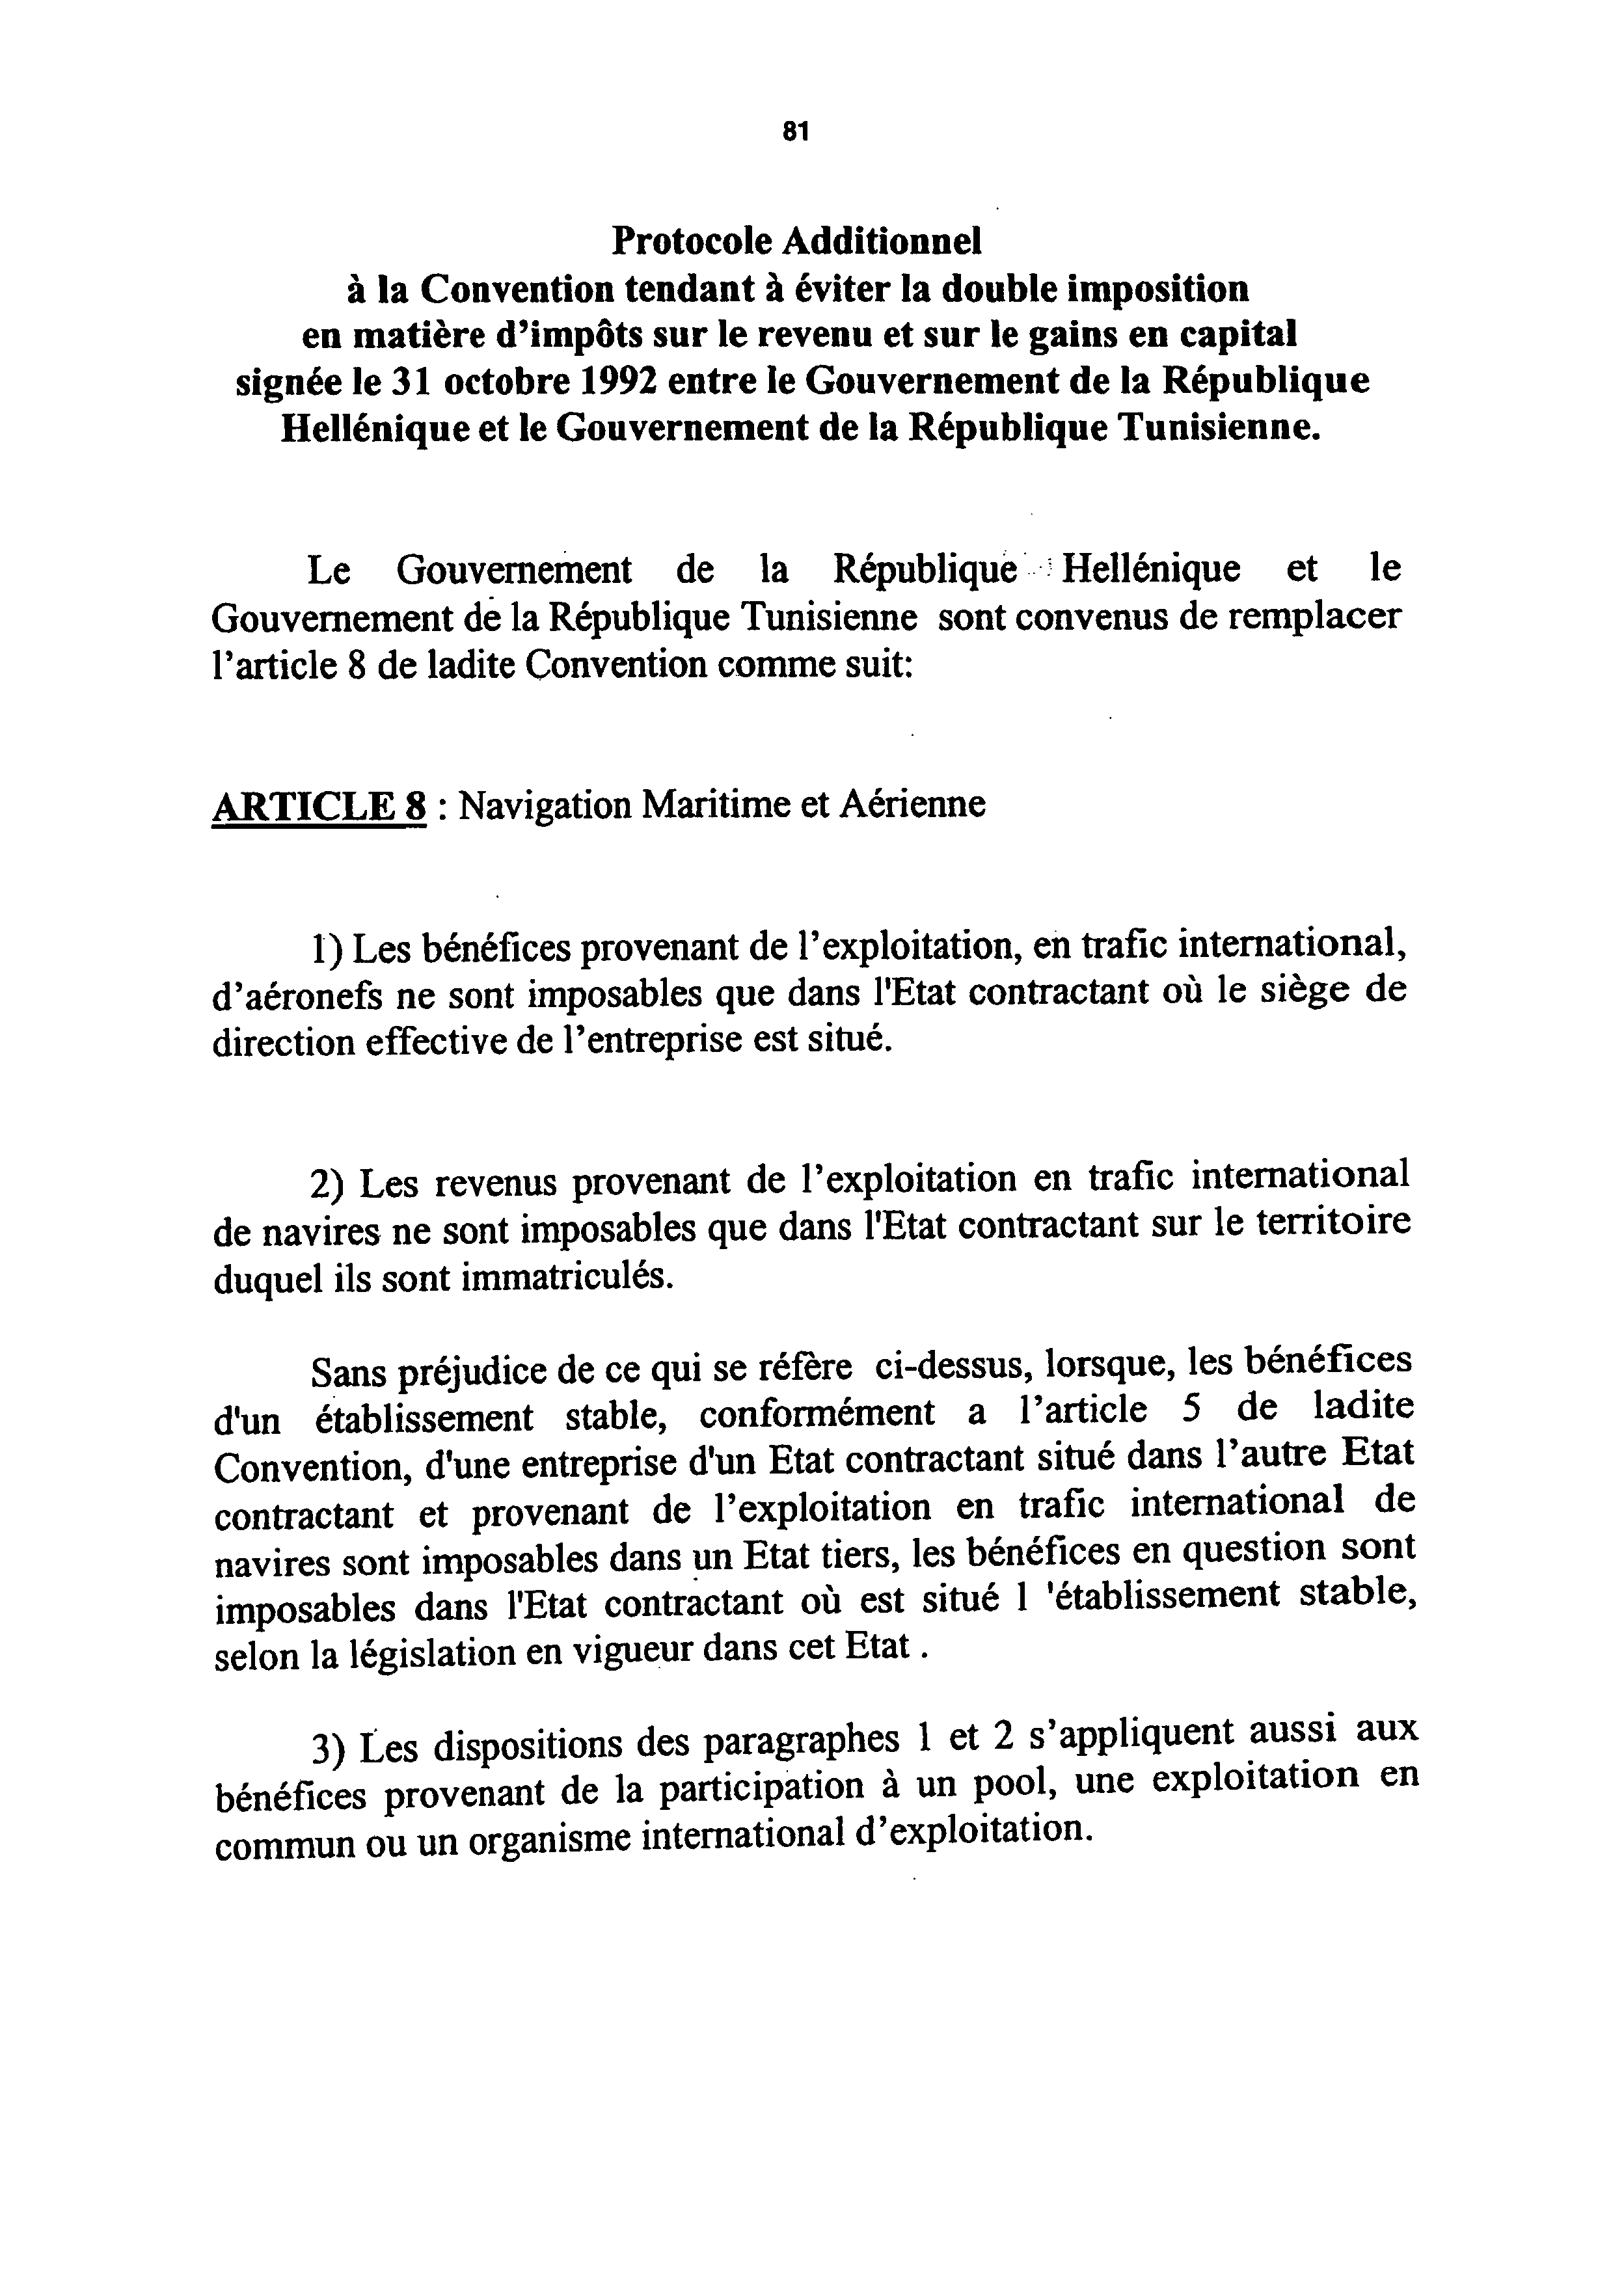 81
Protocole Additionnel
à la Convention tendant à éviter la double imposition
en matière d’impôts sur le revenu et sur le gains en capital
signée le 31 octobre 1992 entre le Gouvernement de la République
Hellénique et le Gouvernement de la République Tunisienne.
Le Gouvernement de la République Hellénique et le
Gouvernement de la République Tunisienne sont convenus de remplacer
l’article 8 de ladite Convention comme suit:
ARTICLE 8 : Navigation Maritime et Aérienne
1) Les bénéfices provenant de l’exploitation, en trafic international,
d’aéronefs ne sont imposables que dans l'Etat contractant où le siège de
direction effective de l’entreprise est situé.
2) Les revenus provenant de l’exploitation en trafic international
de navires ne sont imposables que dans l'Etat contractant sur le territoire
duquel ils sont immatriculés.
Sans préjudice de ce qui se réfère ci-dessus, lorsque, les bénéfices
d'un établissement stable, conformément a l’article 5 de ladite
Convention, d'une entreprise d'un Etat contractant situé dans l’autre Etat
contractant et provenant de l’exploitation en trafic international de
navires sont imposables dans un Etat tiers, les bénéfices en question sont
imposables dans l'Etat contractant où est situé l 'établissement stable,
selon la législation en vigueur dans cet Etat .
3) Les dispositions des paragraphes 1 et 2 s’appliquent aussi aux
bénéfices provenant de la participation à un pool, une exploitation en
commun ou un organisme international d’exploitation.